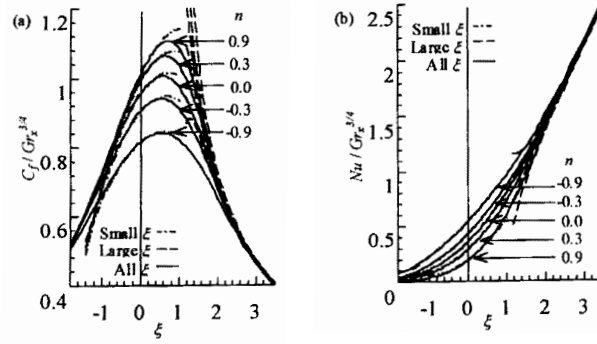 (a)
1.2
1.0
0.8
0.6
0.4
C_f / Gr_x^{3/4}
n
0.9
0.3
0.0
-0.3
-0.9
Small ξ
Large ξ
All ξ
-1 0 1 2 3
ξ
(b)
2.5
2
1.5
1
0.5
0
Nu / Gr_x^{3/4}
Small ξ
Large ξ
All ξ
n
-0.9
-0.3
0.0
0.3
0.9
-1 0 1 2 3
ξ